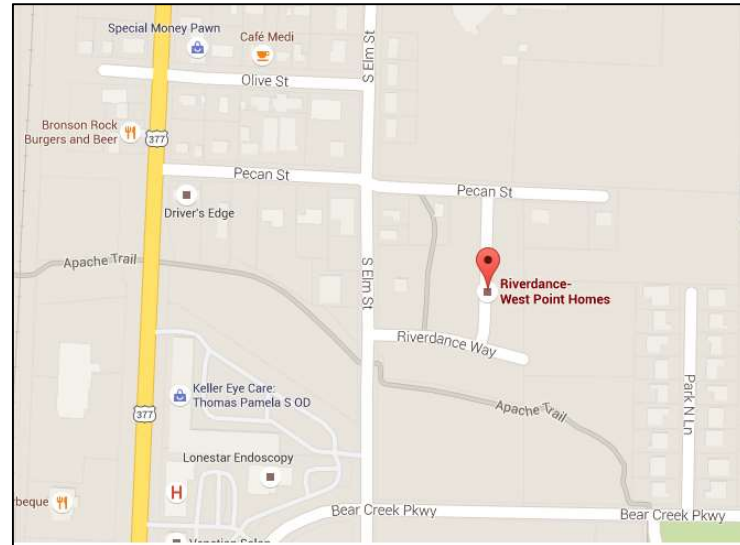 Special Money Pawn
Café Medi
S Elm St
Olive St
Bronson Rock
Burgers and Beer
377
Pecan St
Pecan St
Driver's Edge
Apache Trail
S Elm St
Riverdance-
West Point Homes
Riverdance Way
Park N Ln
377
Keller Eye Care:
Thomas Pamela S OD
Apache Trail
Lonestar Endoscopy
H
rbeque
Bear Creek Pkwy
Bear Creek Pkwy